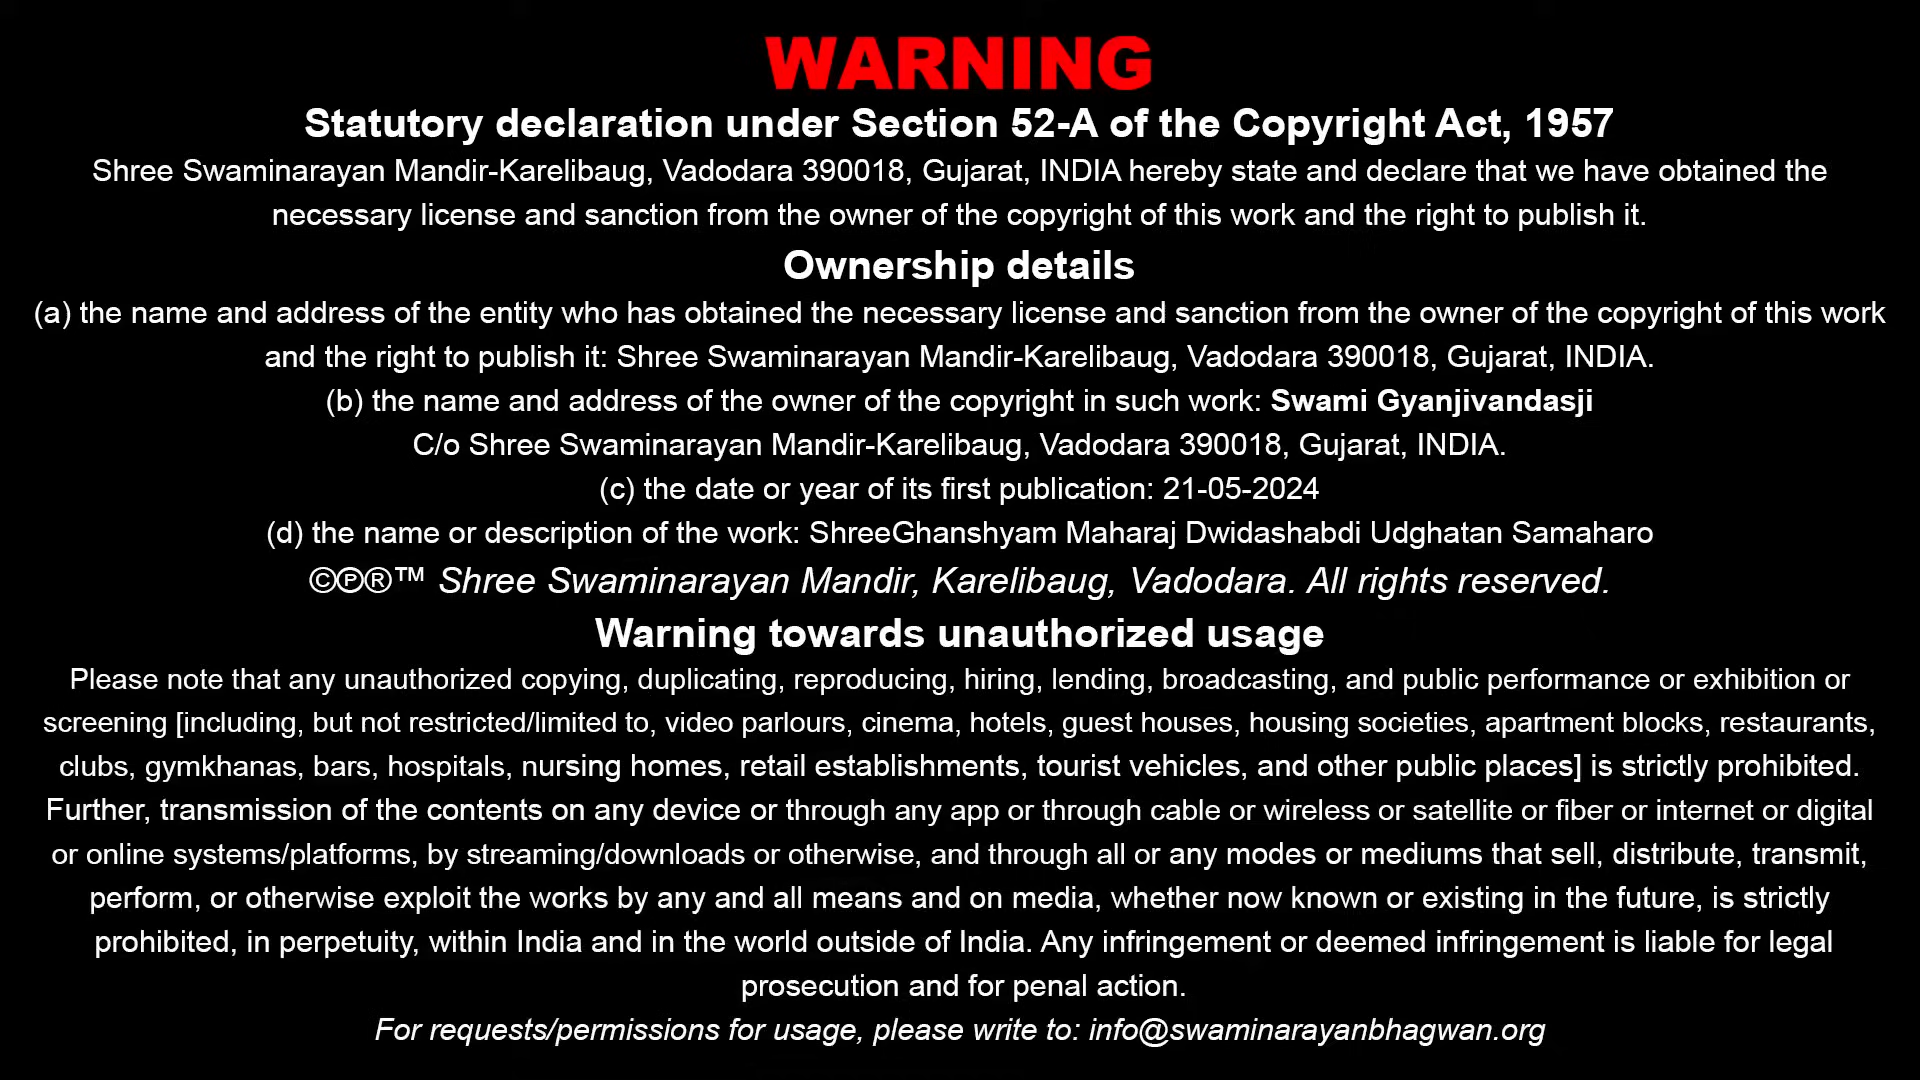 WARNING
Statutory declaration under Section 52-A of the Copyright Act, 1957
Shree Swaminarayan Mandir-Karelibaug, Vadodara 390018, Gujarat, INDIA hereby state and declare that we have obtained the
necessary license and sanction from the owner of the copyright of this work and the right to publish it.
Ownership details
(a) the name and address of the entity who has obtained the necessary license and sanction from the owner of the copyright of this work
and the right to publish it: Shree Swaminarayan Mandir-Karelibaug, Vadodara 390018, Gujarat, INDIA.
(b) the name and address of the owner of the copyright in such work: Swami Gyanjivandasji
C/o Shree Swaminarayan Mandir-Karelibaug, Vadodara 390018, Gujarat, INDIA.
(c) the date or year of its first publication: 21-05-2024
(d) the name or description of the work: ShreeGhanshyam Maharaj Dwidashabdi Udghatan Samaharo
©℗®™ Shree Swaminarayan Mandir, Karelibaug, Vadodara. All rights reserved.
Warning towards unauthorized usage
Please note that any unauthorized copying, duplicating, reproducing, hiring, lending, broadcasting, and public performance or exhibition or
screening [including, but not restricted/limited to, video parlours, cinema, hotels, guest houses, housing societies, apartment blocks, restaurants,
clubs, gymkhanas, bars, hospitals, nursing homes, retail establishments, tourist vehicles, and other public places] is strictly prohibited.
Further, transmission of the contents on any device or through any app or through cable or wireless or satellite or fiber or internet or digital
or online systems/platforms, by streaming/downloads or otherwise, and through all or any modes or mediums that sell, distribute, transmit,
perform, or otherwise exploit the works by any and all means and on media, whether now known or existing in the future, is strictly
prohibited, in perpetuity, within India and in the world outside of India. Any infringement or deemed infringement is liable for legal
prosecution and for penal action.
For requests/permissions for usage, please write to: info@swaminarayanbhagwan.org